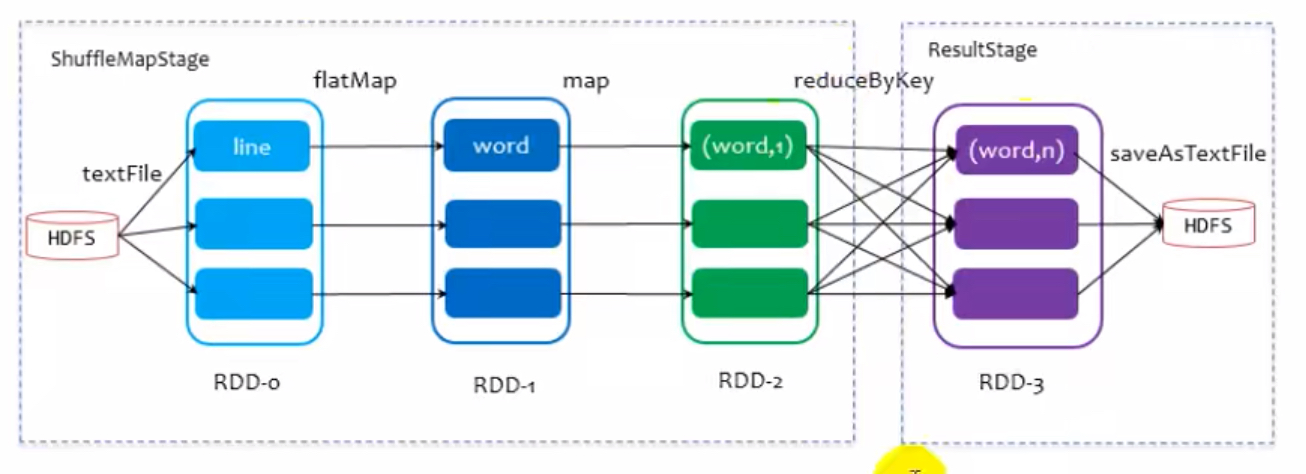 ShuffleMapStage
ResultStage
flatMap
map
reduceByKey
line
word
(word,1)
(word,n)
saveAsTextFile
textFile
HDFS
HDFS
RDD-0
RDD-1
RDD-2
RDD-3